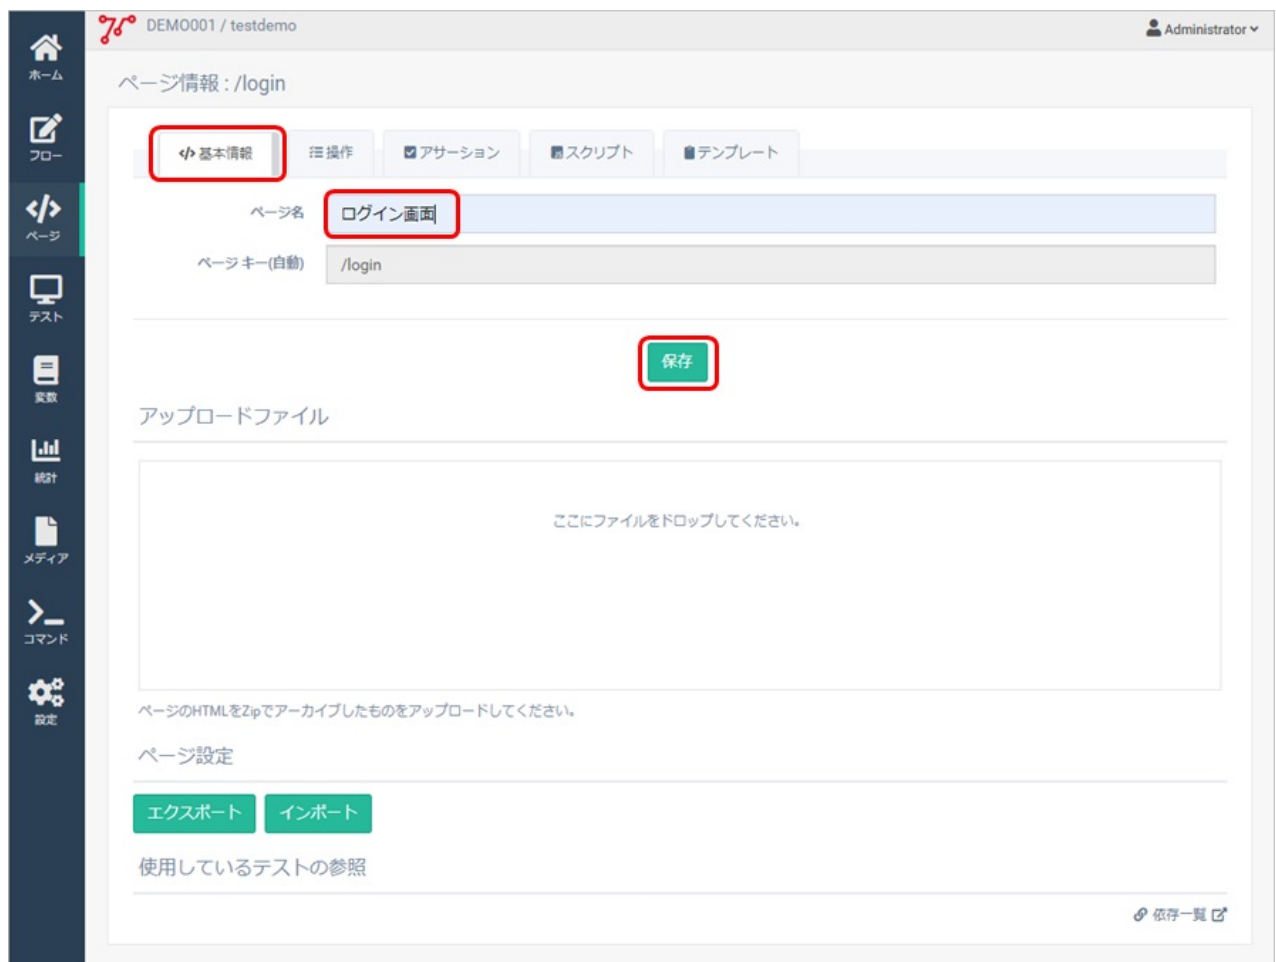 DEMO001 / testdemo
Administrator
ホーム
フロー
ページ
テスト
変数
統計
メディア
コマンド
設定
ページ情報 : /login
基本情報
操作
アサーション
スクリプト
テンプレート
ページ名
ログイン画面
ページ キー(自動)
/login
保存
アップロードファイル
ここにファイルをドロップしてください。
ページのHTMLをZipでアーカイブしたものをアップロードしてください。
ページ設定
エクスポート
インポート
使用しているテストの参照
依存一覧